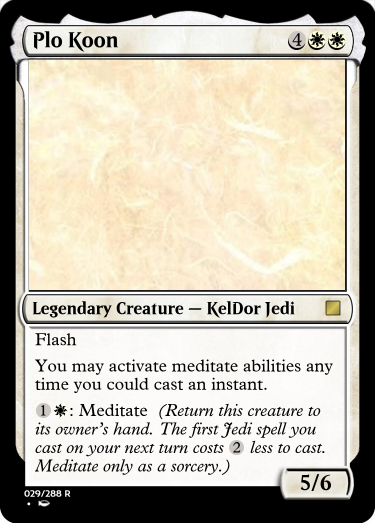 Plo Koon 4
Legendary Creature — KelDor Jedi
Flash
You may activate meditate abilities any
time you could cast an instant.
1 : Meditate (Return this creature to
its owner's hand. The first Jedi spell you
cast on your next turn costs 2 less to cast.
Meditate only as a sorcery.)
5/6
029/288 R